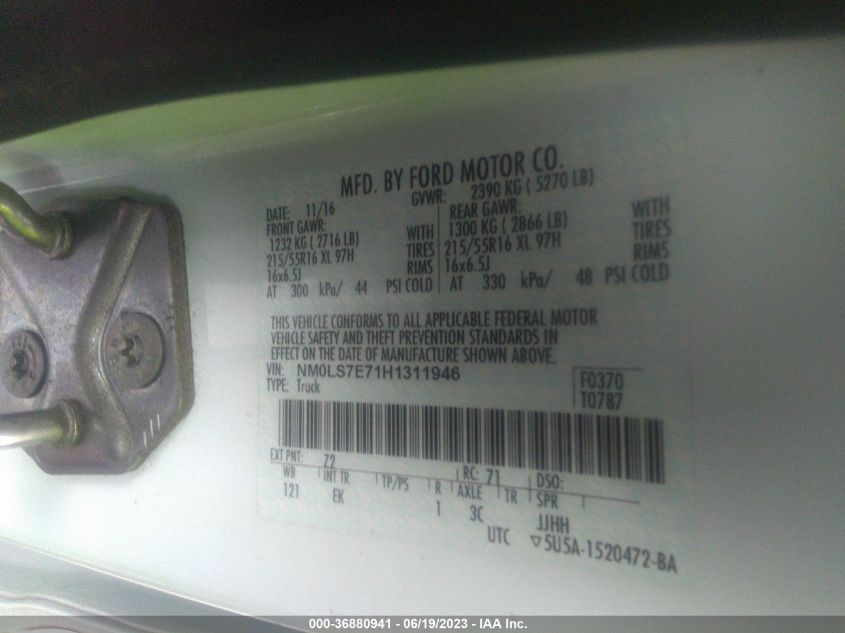 MFD. BY FORD MOTOR CO.
DATE: 11/16 GVWR: 2390 KG ( 5270 LB)
FRONT GAWR: REAR GAWR:
1232 KG ( 2716 LB) WITH 1300 KG ( 2866 LB) WITH
215/55R16 XL 97H TIRES 215/55R16 XL 97H TIRES
16x6.5J RIMS 16x6.5J RIMS
AT 300 kPa/ 44 PSI COLD AT 330 kPa/ 48 PSI COLD
THIS VEHICLE CONFORMS TO ALL APPLICABLE FEDERAL MOTOR
VEHICLE SAFETY AND THEFT PREVENTION STANDARDS IN
EFFECT ON THE DATE OF MANUFACTURE SHOWN ABOVE.
VIN: NM0LS7E71H1311946
TYPE: Truck
F0370
T0787
EXT PNT: Z2 RC: 71 DSO:
WB INT TR TP/PS R AXLE TR SPR
121 EK 1 3C JJHH
UTC ▽5U5A-1520472-BA
000-36880941 - 06/19/2023 - IAA Inc.